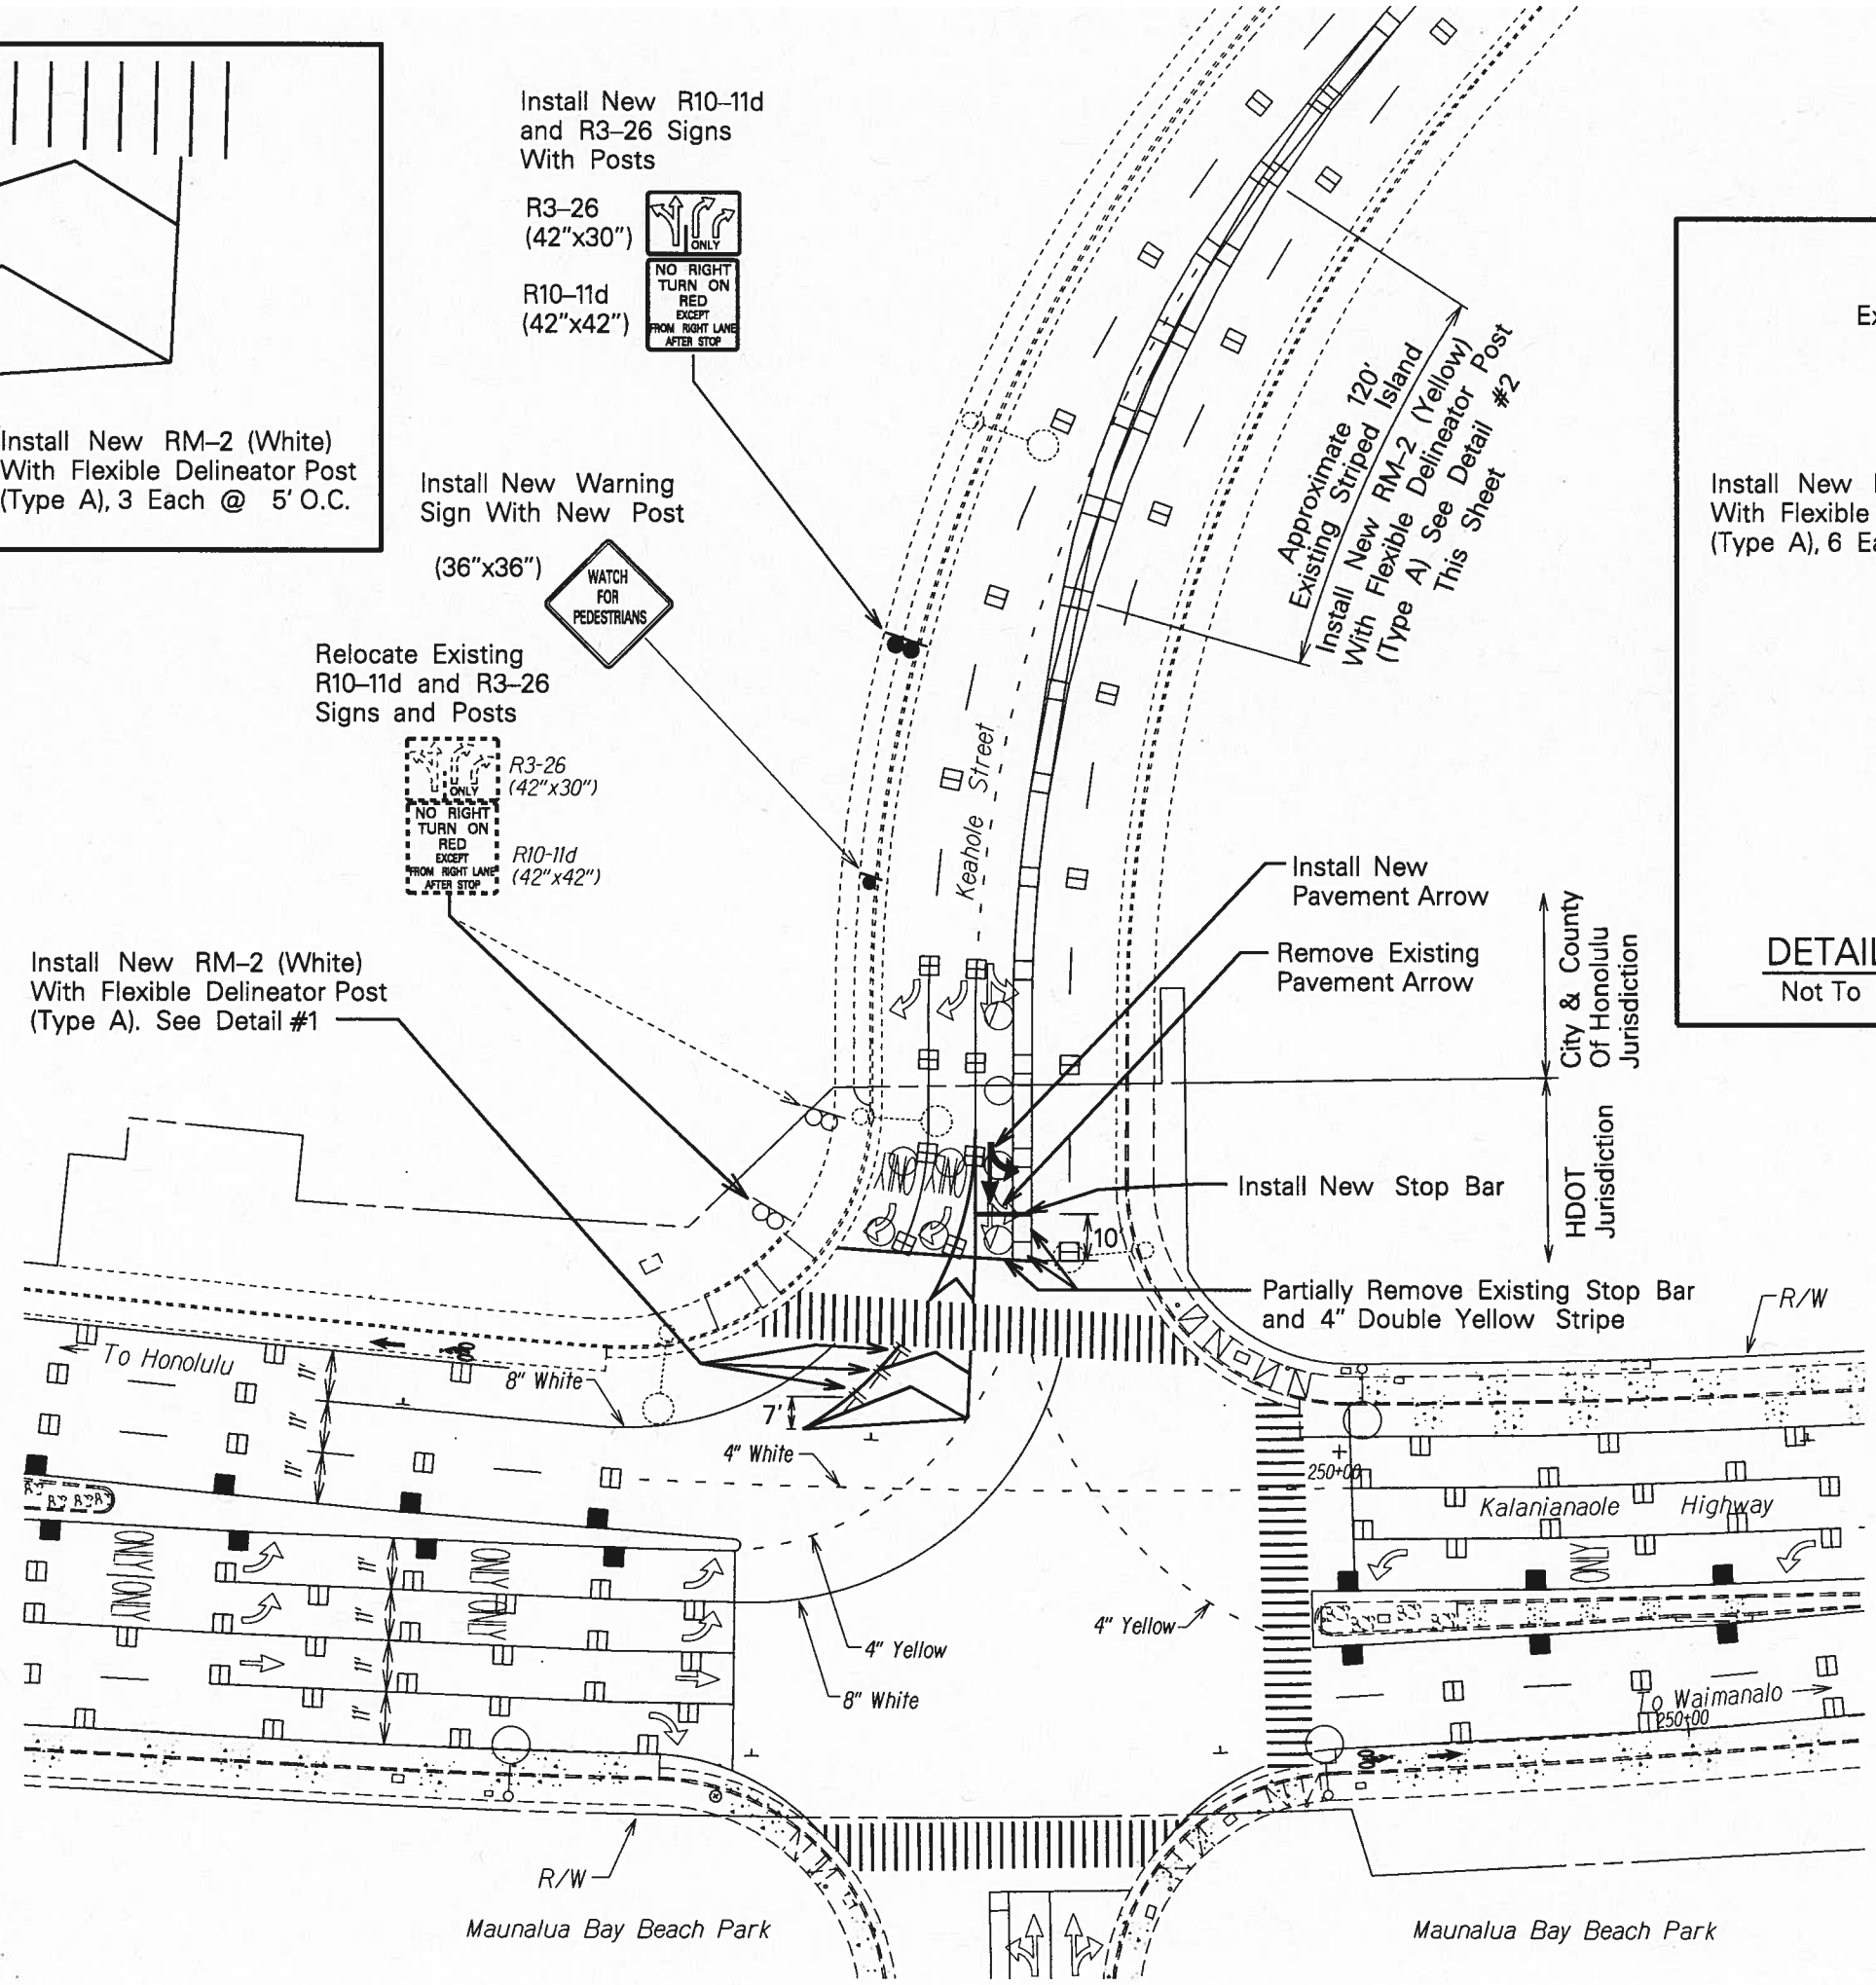 Install New RM-2 (White)
With Flexible Delineator Post
(Type A), 3 Each @ 5' O.C.
Install New R10-11d
and R3-26 Signs
With Posts
R3-26
(42"x30")
ONLY
R10-11d
(42"x42")
NO RIGHT
TURN ON
RED
EXCEPT
FROM RIGHT LANE
AFTER STOP
Install New Warning
Sign With New Post
(36"x36")
WATCH
FOR
PEDESTRIANS
Relocate Existing
R10-11d and R3-26
Signs and Posts
ONLY
R3-26
(42"x30")
NO RIGHT
TURN ON
RED
EXCEPT
FROM RIGHT LANE
AFTER STOP
R10-11d
(42"x42")
Install New RM-2 (White)
With Flexible Delineator Post
(Type A). See Detail #1
Approximate 120'
Existing Striped Island
Install New RM-2 (Yellow)
With Flexible Delineator Post
(Type A) See Detail #2
This Sheet
Ex
Install New
With Flexible
(Type A), 6 Ea
DETAIL
Not To
Keahole Street
Install New
Pavement Arrow
Remove Existing
Pavement Arrow
City & County
Of Honolulu
Jurisdiction
HDOT
Jurisdiction
Install New Stop Bar
10'
ONLY
ONLY
Partially Remove Existing Stop Bar
and 4" Double Yellow Stripe
R/W
To Honolulu
11'
11'
11'
8" White
7'
4" White
250+00
Kalanianaole Highway
ONLY
ONLY
ONLY
ONLY
ONLY
11'
11'
11'
11'
4" Yellow
8" White
4" Yellow
To Waimanalo
250+00
R/W
Maunalua Bay Beach Park
Maunalua Bay Beach Park